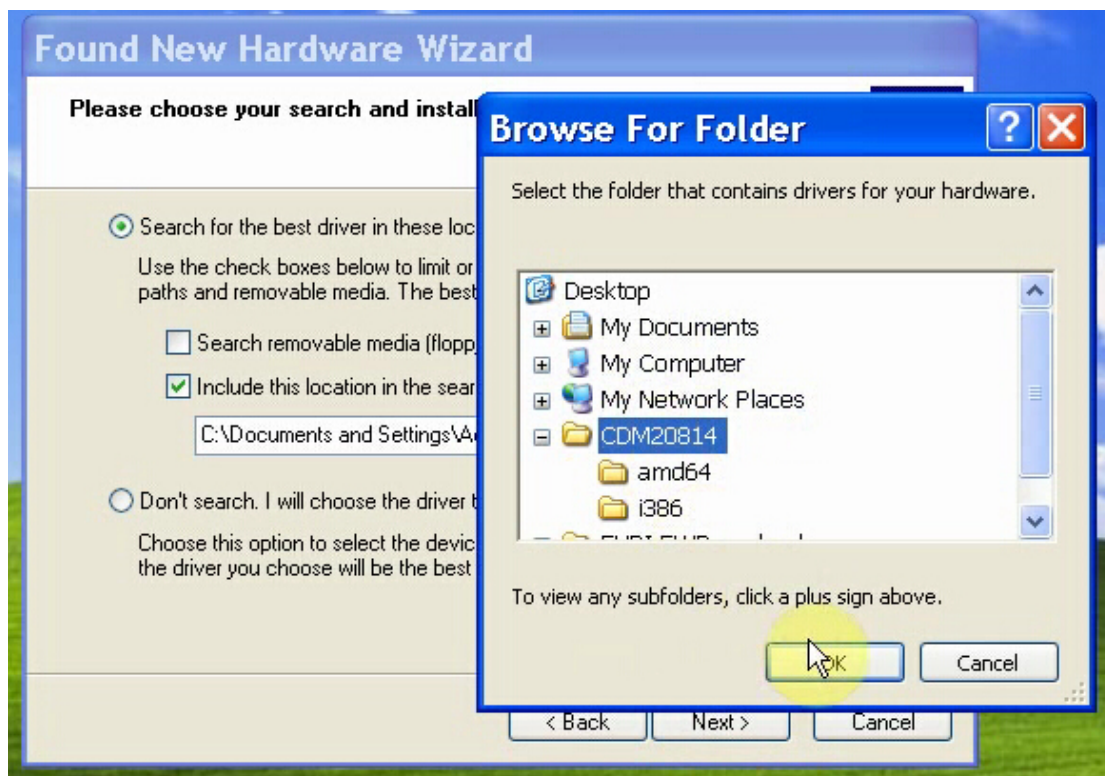 Found New Hardware Wizard
Please choose your search and install
Search for the best driver in these loc
Use the check boxes below to limit or
paths and removable media. The best
Search removable media (flopp
Include this location in the sear
C:\Documents and Settings\A
Don't search. I will choose the driver t
Choose this option to select the devic
the driver you choose will be the best
< Back
Next >
Cancel
Browse For Folder
Select the folder that contains drivers for your hardware.
Desktop
My Documents
My Computer
My Network Places
CDM20814
amd64
i386
To view any subfolders, click a plus sign above.
OK
Cancel